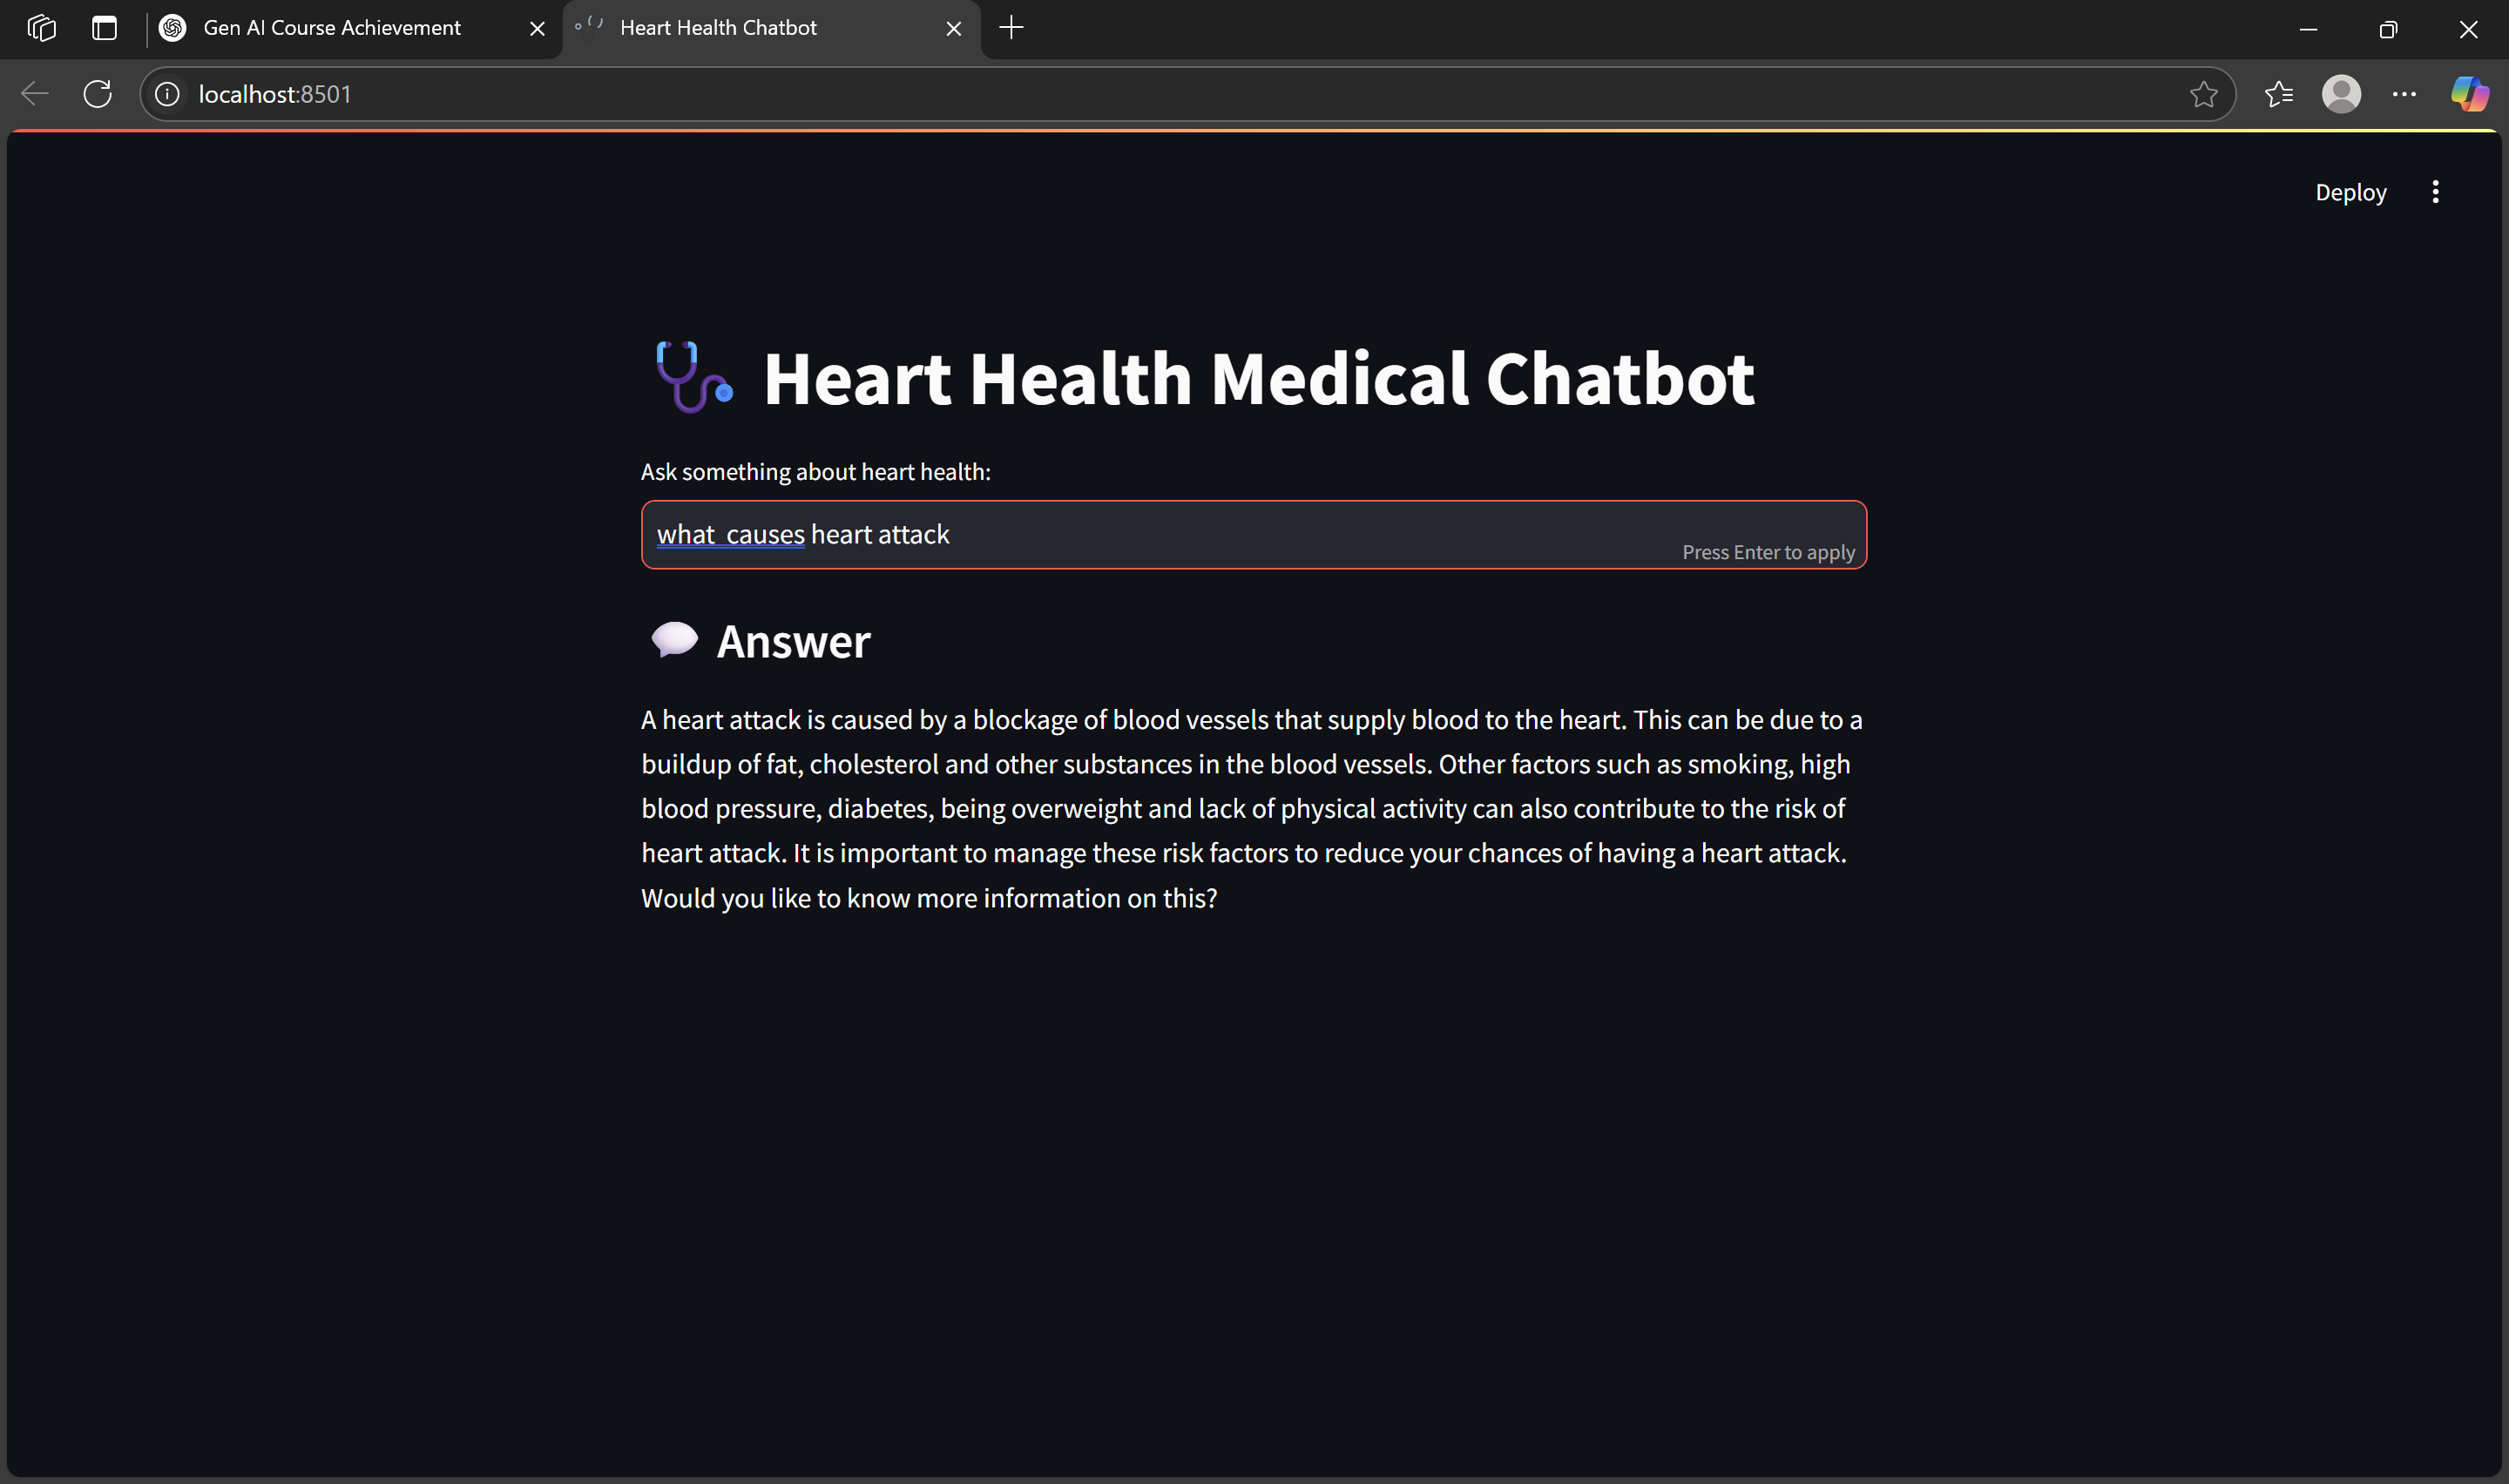 Gen AI Course Achievement
Heart Health Chatbot
localhost:8501
Deploy
Heart Health Medical Chatbot
Ask something about heart health:
what  causes heart attack
Press Enter to apply
Answer
A heart attack is caused by a blockage of blood vessels that supply blood to the heart. This can be due to a
buildup of fat, cholesterol and other substances in the blood vessels. Other factors such as smoking, high
blood pressure, diabetes, being overweight and lack of physical activity can also contribute to the risk of
heart attack. It is important to manage these risk factors to reduce your chances of having a heart attack.
Would you like to know more information on this?